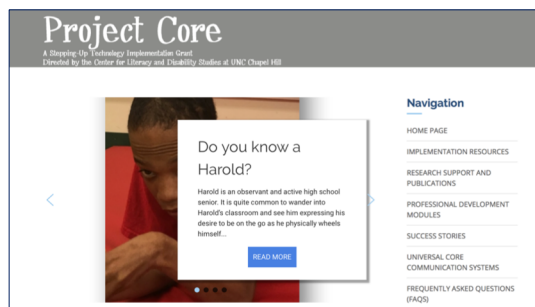 Project Core
A Stepping-Up Technology Implementation Grant
Directed by the Center for Literacy and Disability Studies at UNC Chapel Hill
Do you know a
Harold?
Harold is an observant and active high school
senior. It is quite common to wander into
Harold's classroom and see him expressing his
desire to be on the go as he physically wheels
himself...
READ MORE
Navigation
HOME PAGE
IMPLEMENTATION RESOURCES
RESEARCH SUPPORT AND
PUBLICATIONS
PROFESSIONAL DEVELOPMENT
MODULES
SUCCESS STORIES
UNIVERSAL CORE
COMMUNICATION SYSTEMS
FREQUENTLY ASKED QUESTIONS
(FAQS)